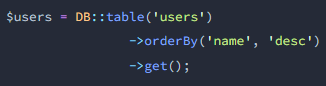 $users = DB::table('users')
->orderBy('name', 'desc')
->get();